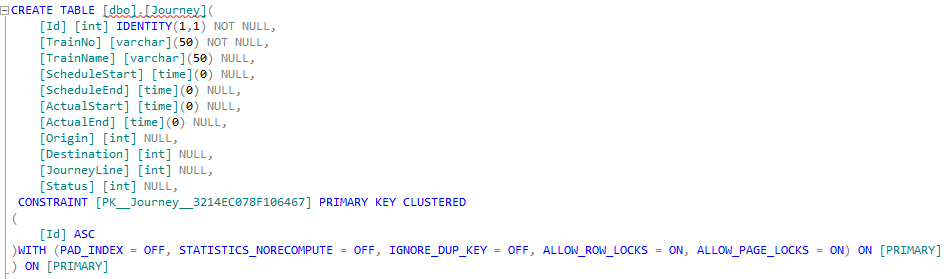 CREATE TABLE [dbo].[Journey](
[Id] [int] IDENTITY(1,1) NOT NULL,
[TrainNo] [varchar](50) NOT NULL,
[TrainName] [varchar](50) NULL,
[ScheduleStart] [time](0) NULL,
[ScheduleEnd] [time](0) NULL,
[ActualStart] [time](0) NULL,
[ActualEnd] [time](0) NULL,
[Origin] [int] NULL,
[Destination] [int] NULL,
[JourneyLine] [int] NULL,
[Status] [int] NULL,
CONSTRAINT [PK__Journey__3214EC078F106467] PRIMARY KEY CLUSTERED
(
[Id] ASC
)WITH (PAD_INDEX = OFF, STATISTICS_NORECOMPUTE = OFF, IGNORE_DUP_KEY = OFF, ALLOW_ROW_LOCKS = ON, ALLOW_PAGE_LOCKS = ON) ON [PRIMARY]
) ON [PRIMARY]